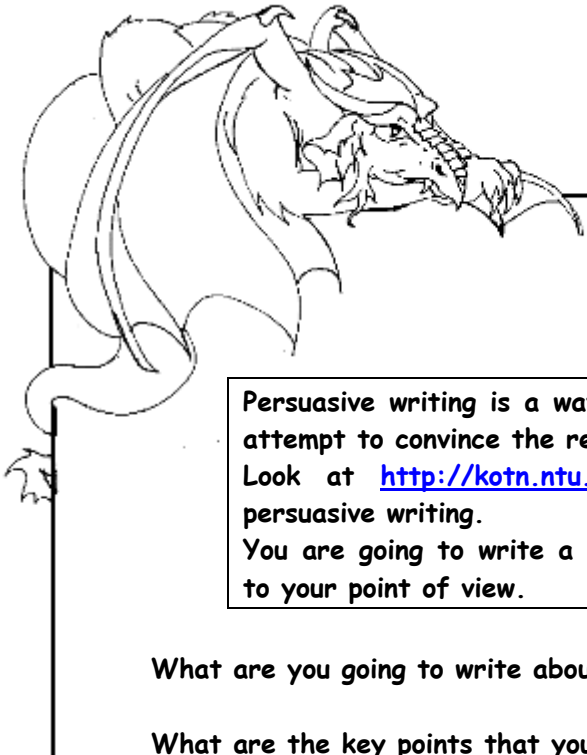 Persuasive writing is a wa
attempt to convince the re
Look at http://kotn.ntu.
persuasive writing.
You are going to write a
to your point of view.
What are you going to write abou
What are the key points that you